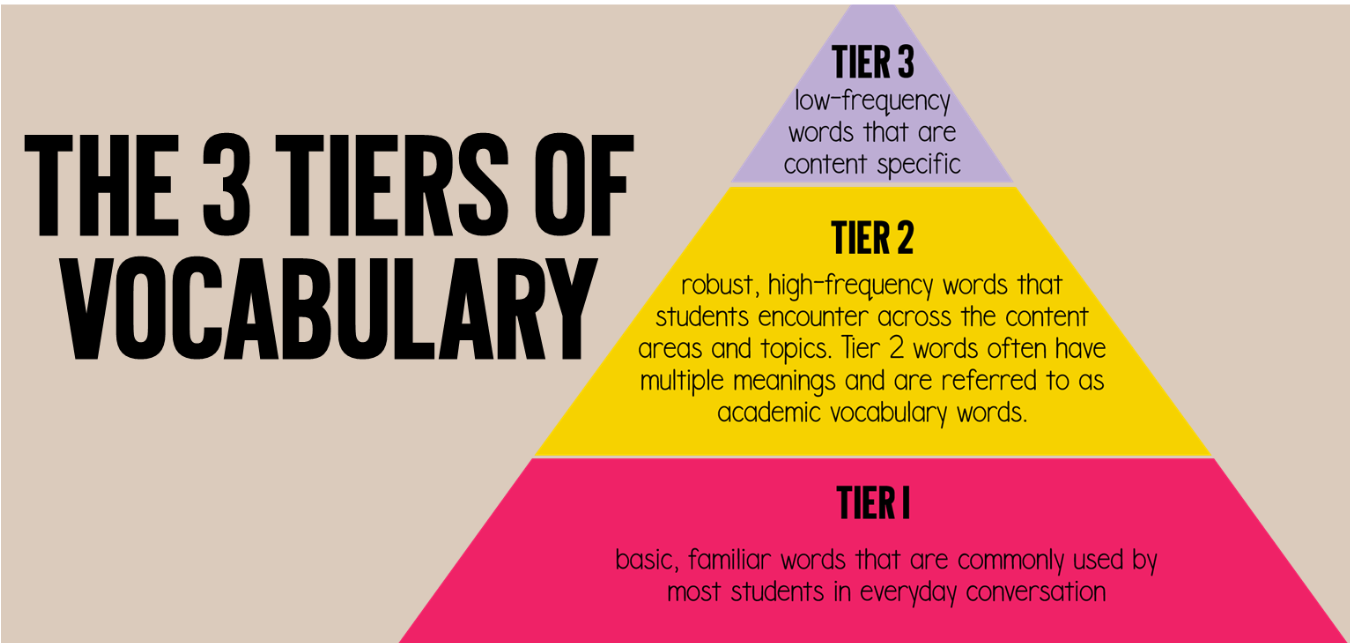 THE 3 TIERS OF
VOCABULARY
TIER 3
low-frequency
words that are
content specific
TIER 2
robust, high-frequency words that
students encounter across the content
areas and topics. Tier 2 words often have
multiple meanings and are referred to as
academic vocabulary words.
TIER 1
basic, familiar words that are commonly used by
most students in everyday conversation